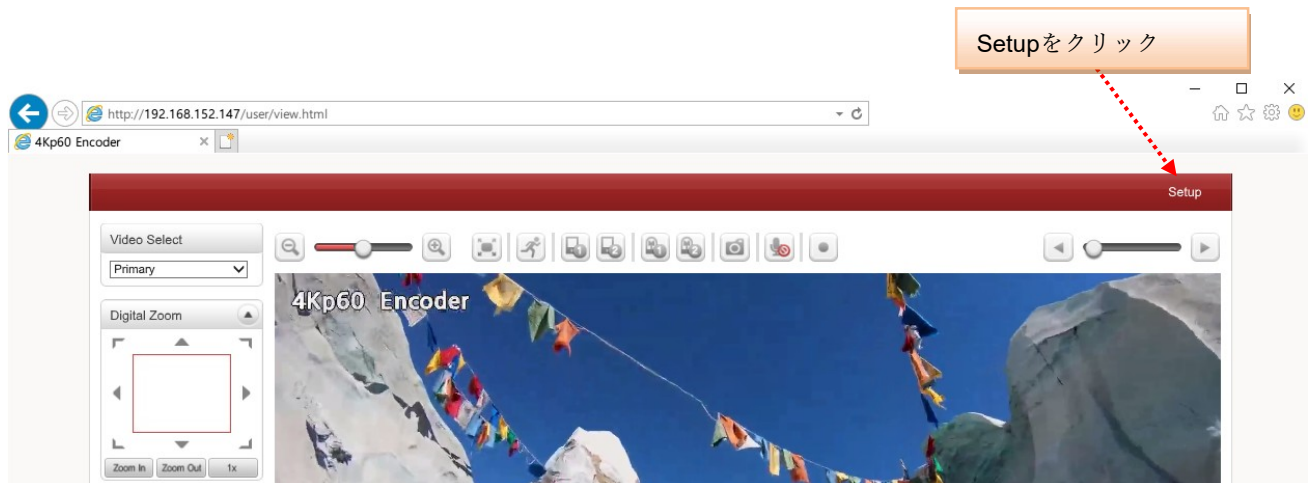 Setupをクリック
http://192.168.152.147/user/view.html
4Kp60 Encoder
Setup
Video Select
Primary
4Kp60 Encoder
Digital Zoom
Zoom In Zoom Out 1x